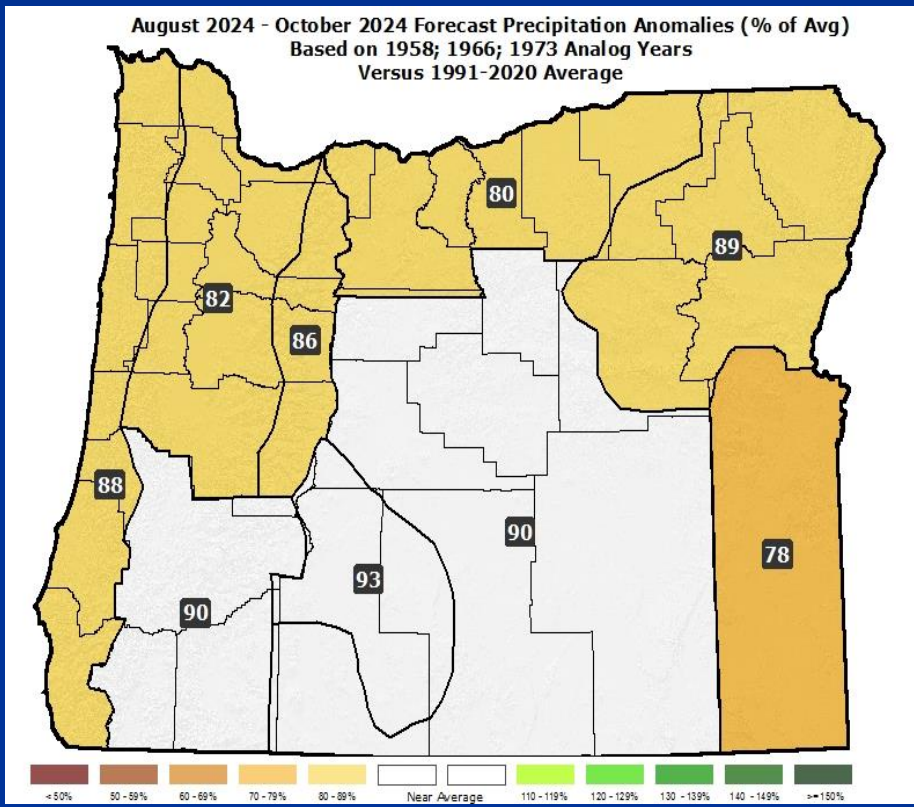 August 2024 - October 2024 Forecast Precipitation Anomalies (% of Avg)
Based on 1958; 1966; 1973 Analog Years
Versus 1991-2020 Average
80
89
82
86
88
90
78
93
90
<50% 50 - 59% 60 - 69% 70 - 79% 80 - 89% Near Average 110 - 119% 120 - 129% 130 - 139% 140 - 149% >=150%